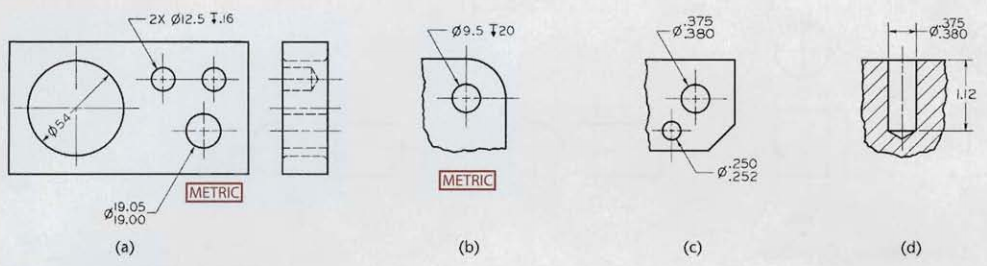 2X Ø12.5 ↧.16
Ø54
Ø19.05
19.00
METRIC
(a)
Ø9.5 ↧20
METRIC
(b)
Ø.375
.380
Ø.250
.252
(c)
Ø.375
.380
1.12
(d)